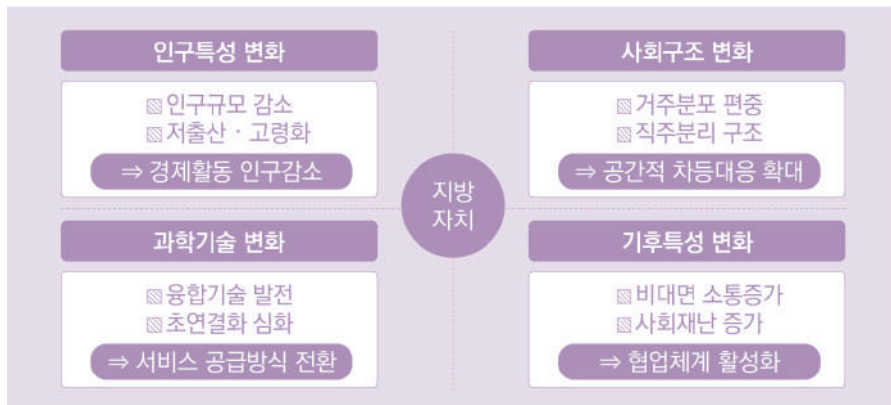 인구특성 변화
▧인구규모 감소
▧저출산 · 고령화
⇒ 경제활동 인구감소
사회구조 변화
▧거주분포 편중
▧직주분리 구조
⇒ 공간적 차등대응 확대
지방
자치
과학기술 변화
▧융합기술 발전
▧초연결화 심화
⇒ 서비스 공급방식 전환
기후특성 변화
▧비대면 소통증가
▧사회재난 증가
⇒ 협업체계 활성화